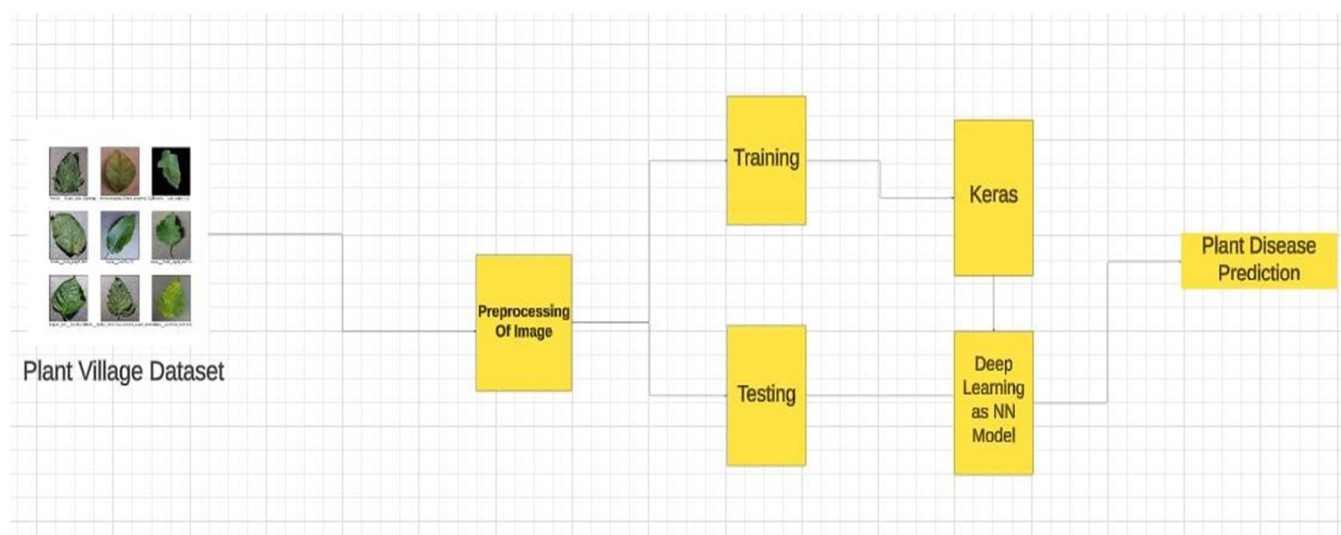 Plant Village Dataset
Preprocessing
Of Image
Training
Testing
Keras
Deep
Learning
as NN
Model
Plant Disease
Prediction